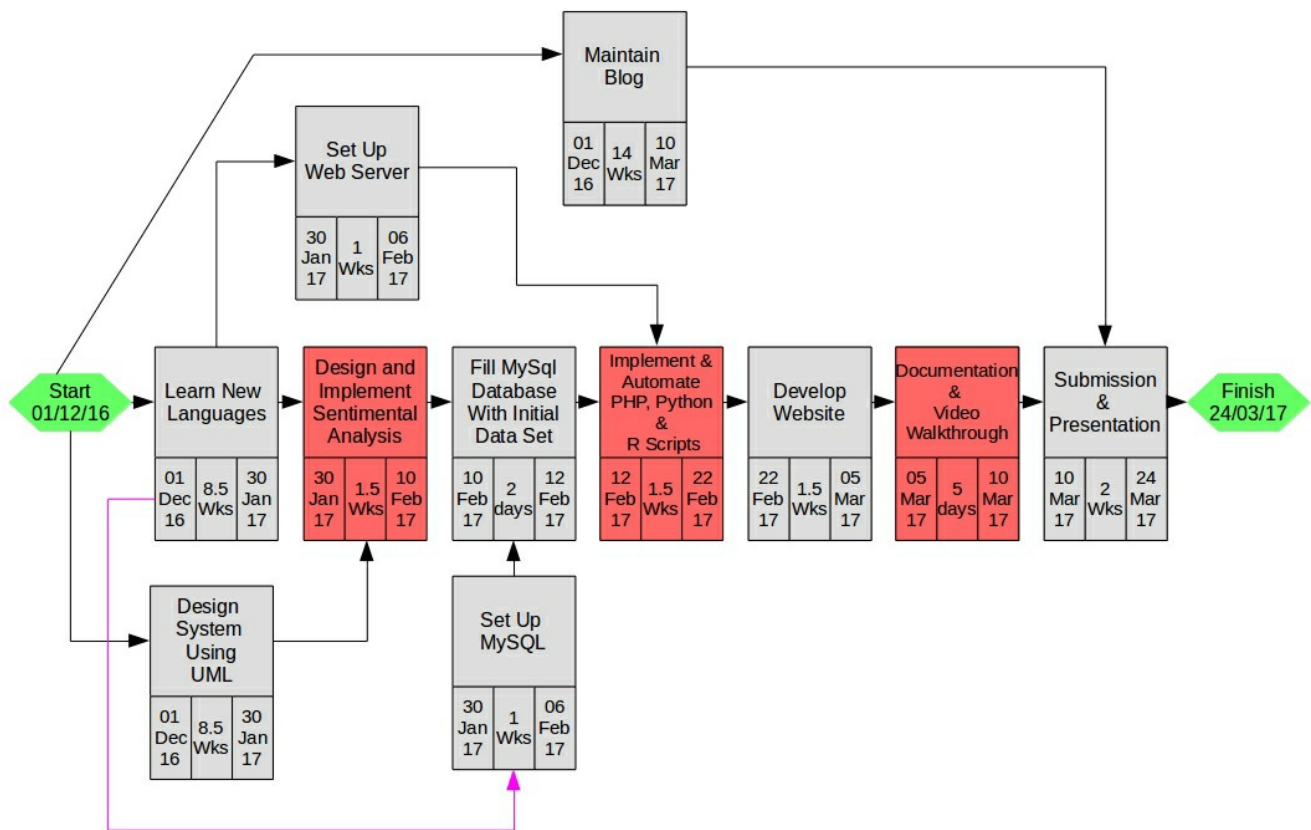 Maintain
Blog
01
Dec
16
14
Wks
10
Mar
17
Set Up
Web Server
30
Jan
17
1
Wks
06
Feb
17
Start
01/12/16
Learn New
Languages
01
Dec
16
8.5
Wks
30
Jan
17
Design and
Implement
Sentimental
Analysis
30
Jan
17
1.5
Wks
10
Feb
17
Fill MySql
Database
With Initial
Data Set
10
Feb
17
2
days
12
Feb
17
Implement &
Automate
PHP, Python
&
R Scripts
12
Feb
17
1.5
Wks
22
Feb
17
Develop
Website
22
Feb
17
1.5
Wks
05
Mar
17
Documentation
&
Video
Walkthrough
05
Mar
17
5
days
10
Mar
17
Submission
&
Presentation
10
Mar
17
2
Wks
24
Mar
17
Finish
24/03/17
Design
System
Using
UML
01
Dec
16
8.5
Wks
30
Jan
17
Set Up
MySQL
30
Jan
17
1
Wks
06
Feb
17